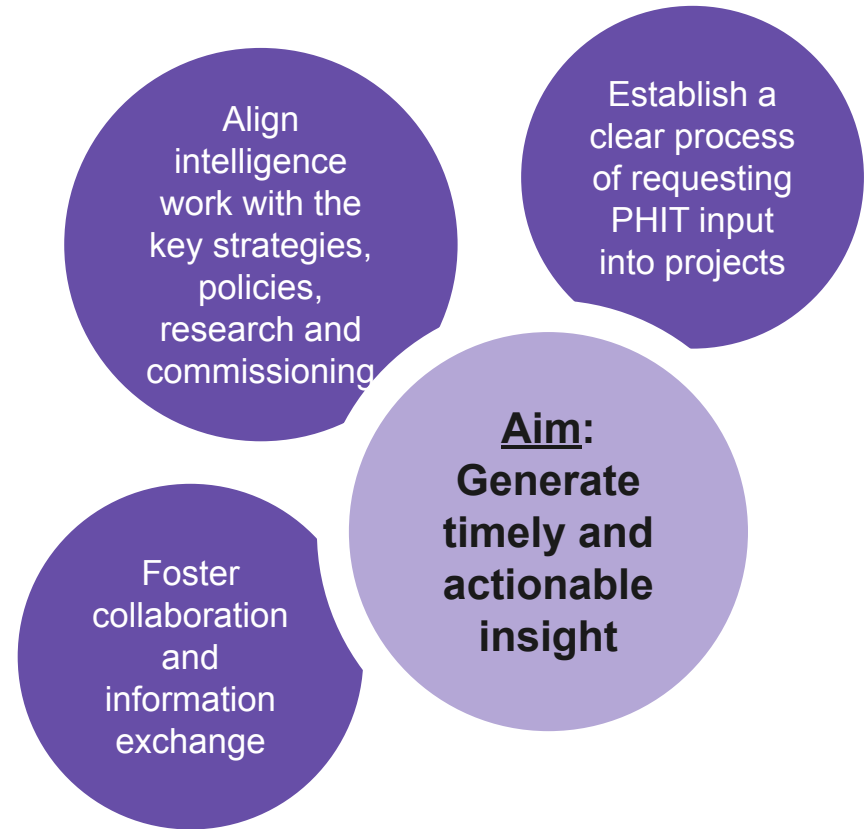 Align
intelligence
work with the
key strategies,
policies,
research and
commissioning
Establish a
clear process
of requesting
PHIT input
into projects
Aim:
Generate
timely and
actionable
insight
Foster
collaboration
and
information
exchange